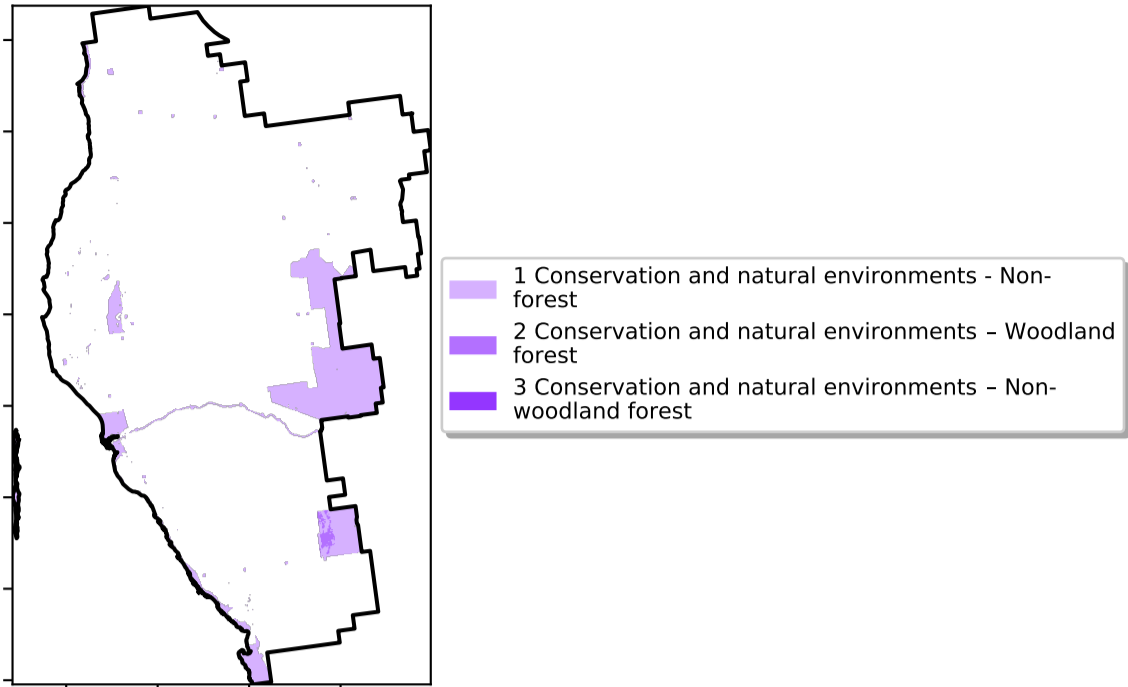 1 Conservation and natural environments - Non-
forest
2 Conservation and natural environments – Woodland
forest
3 Conservation and natural environments – Non-
woodland forest